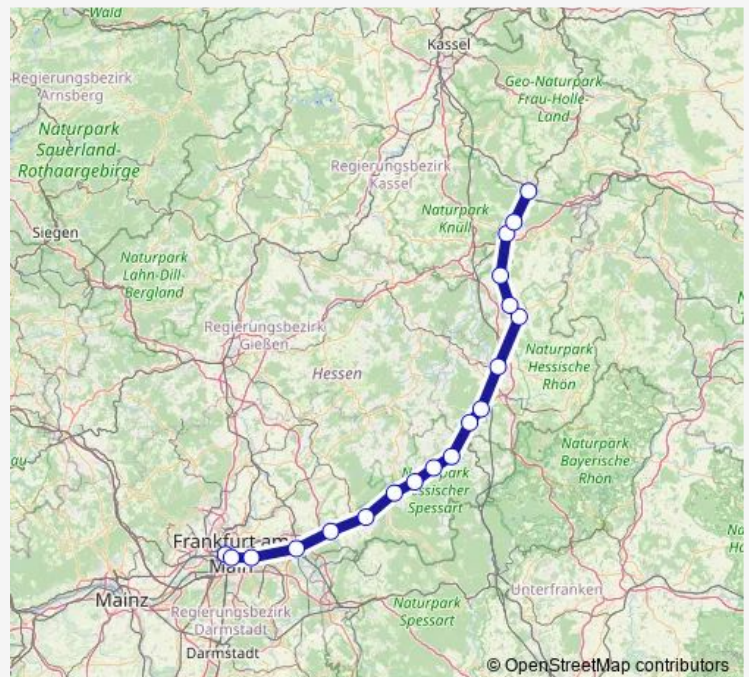 Wald
Kassel
Regierungsbezirk
Arnsberg
Geo-Naturpark
Frau-Holle-
Land
Naturpark
Sauerland-
Rothaargebirge
Regierungsbezirk
Kassel
Naturpark
Knüll
Siegen
Naturpark
Lahn-Dill-
Bergland
Regierungsbezirk
Gießen
Hessen
Naturpark
Hessische
Rhön
Naturpark
Bayerische
Rhön
au
Spessart
Frankfurt am
Main
Mainz
Regierungsbezirk
Darmstadt
Darmstadt
Naturpark
Spessart
Unterfranken
© OpenStreetMap contributors